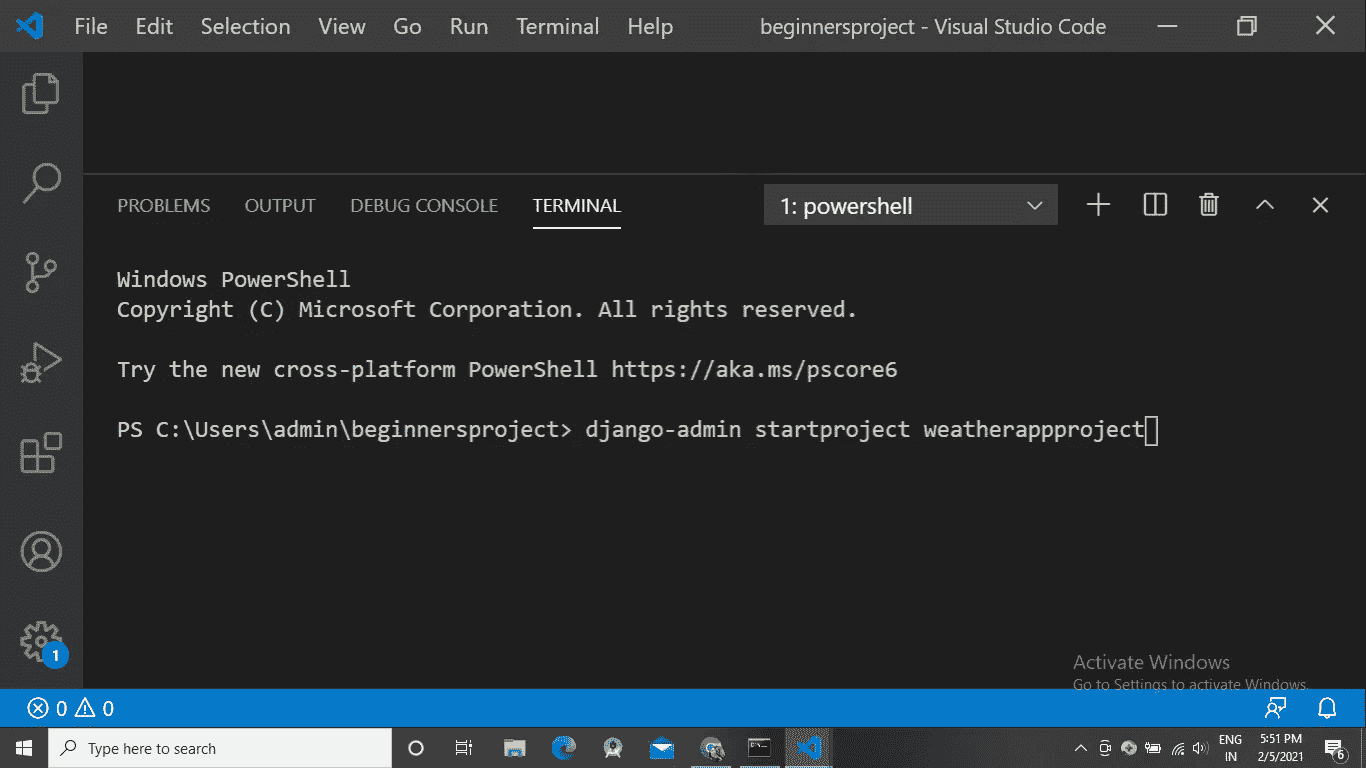 File Edit Selection View Go Run Terminal Help beginnersproject - Visual Studio Code
PROBLEMS OUTPUT DEBUG CONSOLE TERMINAL 1: powershell
Windows PowerShell
Copyright (C) Microsoft Corporation. All rights reserved.
Try the new cross-platform PowerShell https://aka.ms/pscore6
PS C:\Users\admin\beginnersproject> django-admin startproject weatherappproject
1
Activate Windows
Go to Settings to activate Windows.
0 0
Type here to search
ENG
IN
5:51 PM
2/5/2021
6